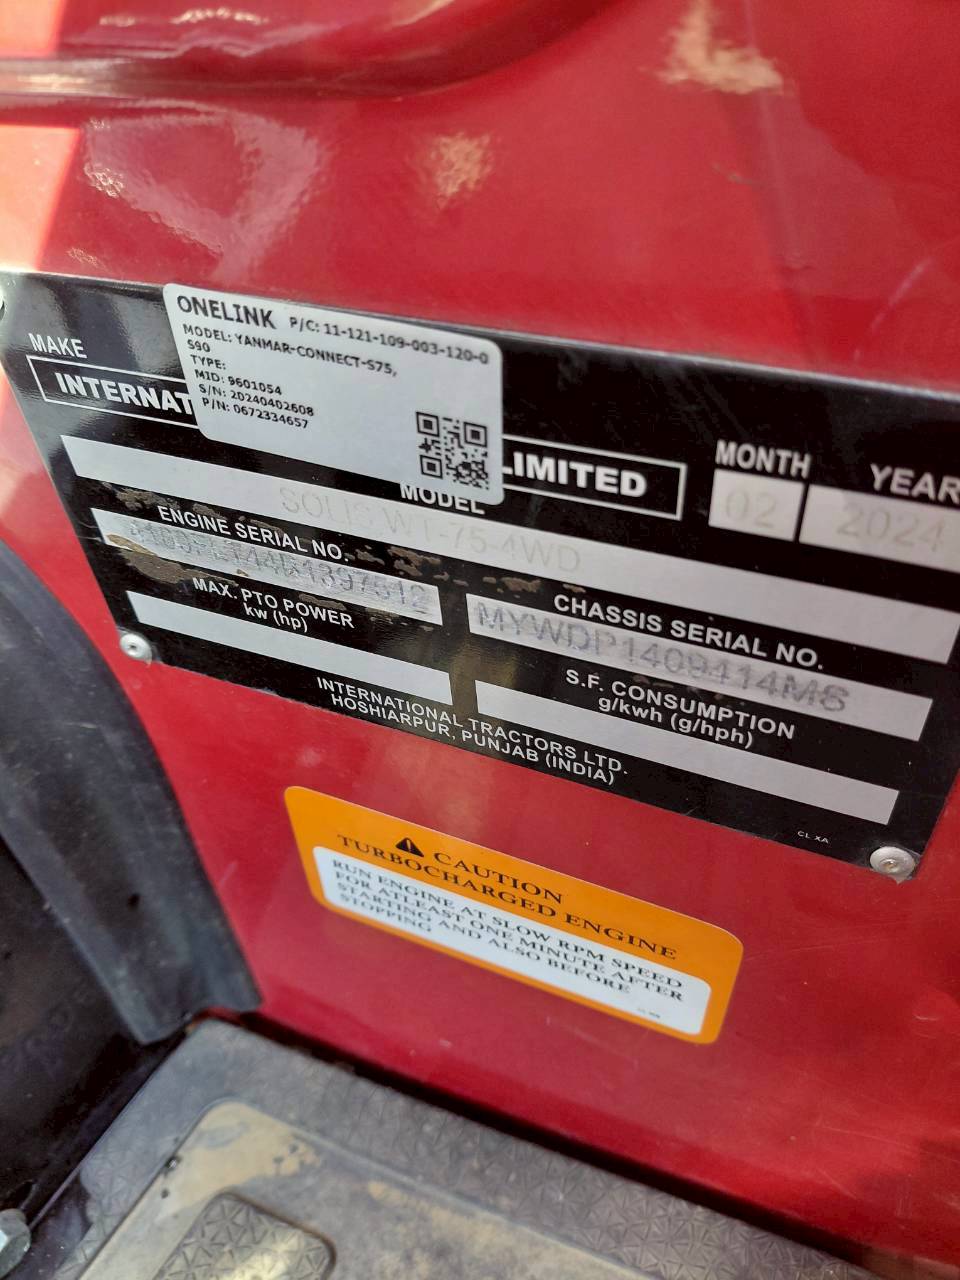 ONELINK P/C: 11-121-109-003-120-0
MODEL: YANMAR-CONNECT-S75,
S90
TYPE:
MID: 9601054
S/N: 20240402608
P/N: 0672334657
MAKE
INTERNAT
LIMITED
MONTH YEAR
02 2024
MODEL
SOLIS WT-75-4WD
ENGINE SERIAL NO.
CHASSIS SERIAL NO.
MYWDP1409414M8
MAX. PTO POWER
kw (hp)
S.F. CONSUMPTION
g/kwh (g/hph)
INTERNATIONAL TRACTORS LTD.
HOSHIARPUR, PUNJAB (INDIA)
CL XA
CAUTION
TURBOCHARGED ENGINE
RUN ENGINE AT SLOW RPM SPEED
FOR ATLEAST ONE MINUTE AFTER
STARTING AND ALSO BEFORE
STOPPING